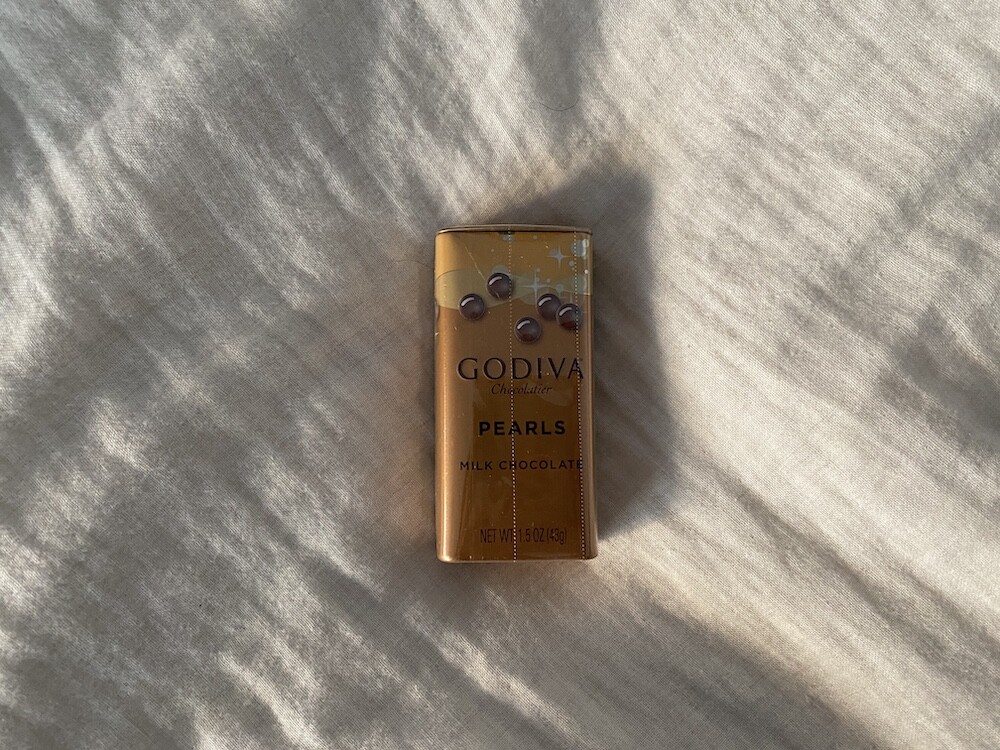 GODIVA
Chocolatier
PEARLS
MILK CHOCOLATE
NET WT 1.5 OZ (43g)